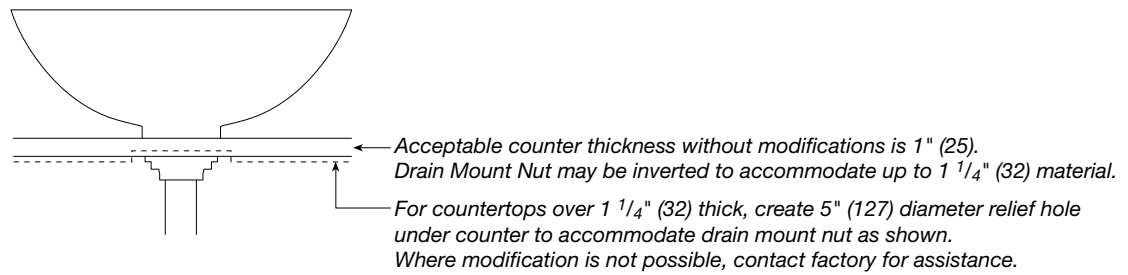 Acceptable counter thickness without modifications is 1" (25).
Drain Mount Nut may be inverted to accommodate up to 1 1/4" (32) material.
For countertops over 1 1/4" (32) thick, create 5" (127) diameter relief hole
under counter to accommodate drain mount nut as shown.
Where modification is not possible, contact factory for assistance.